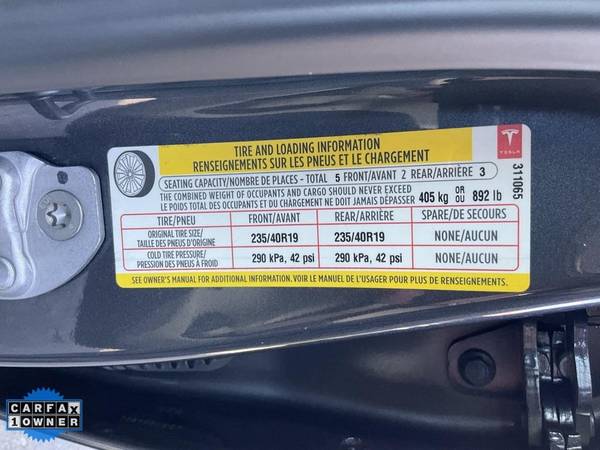 TIRE AND LOADING INFORMATION
RENSEIGNEMENTS SUR LES PNEUS ET LE CHARGEMENT
TESLA
311065
SEATING CAPACITY/NOMBRE DE PLACES - TOTAL 5 FRONT/AVANT 2 REAR/ARRIÈRE 3
THE COMBINED WEIGHT OF OCCUPANTS AND CARGO SHOULD NEVER EXCEED
LE POIDS TOTAL DES OCCUPANTS ET DU CHARGEMENT NE DOIT JAMAIS DÉPASSER
405 kg OR OU 892 lb
TIRE/PNEU FRONT/AVANT REAR/ARRIÈRE SPARE/DE SECOURS
ORIGINAL TIRE SIZE/
TAILLE DES PNEUS D'ORIGINE
235/40R19 235/40R19 NONE/AUCUN
COLD TIRE PRESSURE/
PRESSION DES PNEUS À FROID
290 kPa, 42 psi 290 kPa, 42 psi NONE/AUCUN
SEE OWNER'S MANUAL FOR ADDITIONAL INFORMATION. VOIR LE MANUEL DE L'USAGER POUR PLUS DE RENSEIGNEMENTS.
CARFAX
1 OWNER